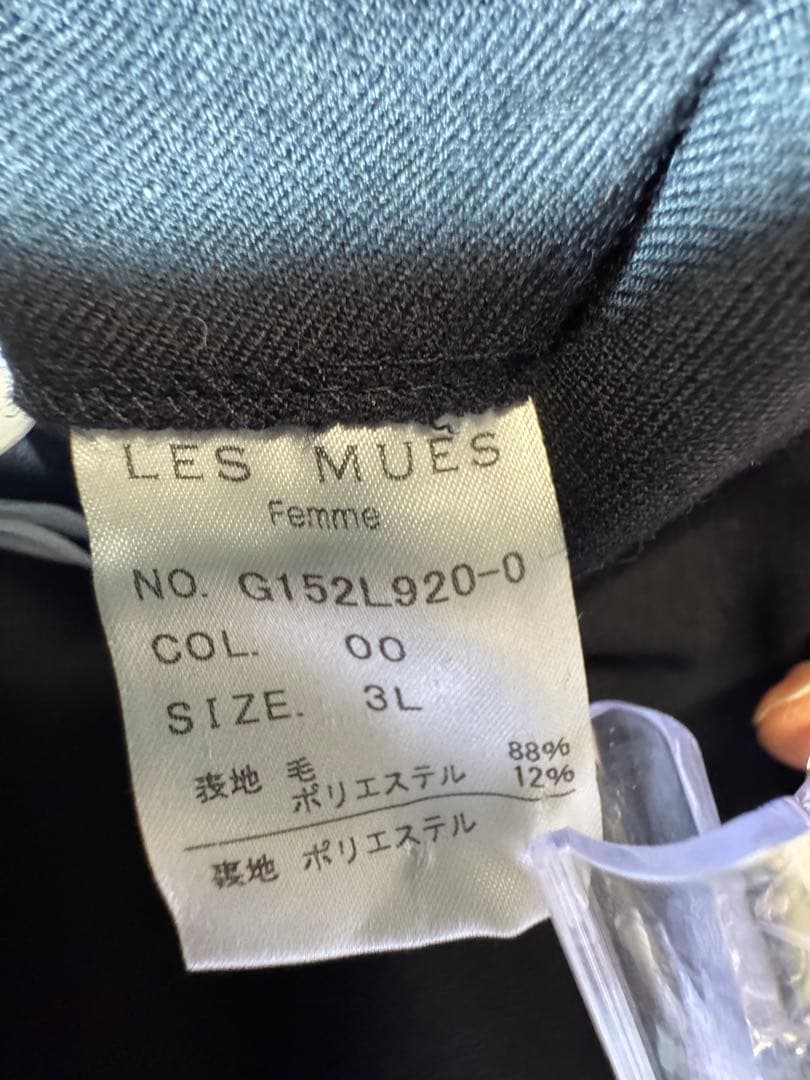 LES MUÊS
Femme
NO. G152L920-0
COL. 00
SIZE. 3L
表地 毛 88%
ポリエステル 12%
裏地 ポリエステル